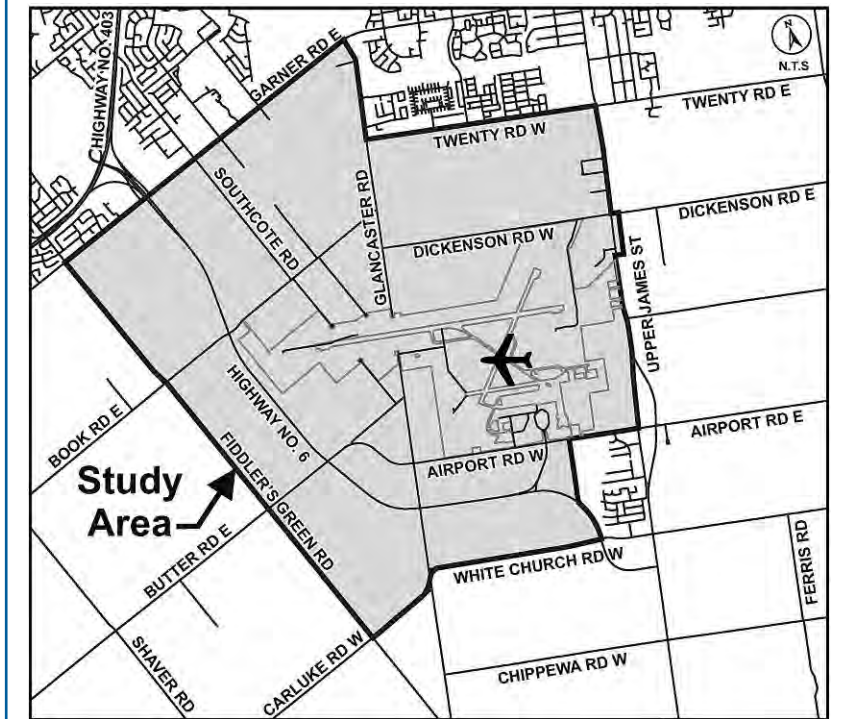 N
N.T.S
HIGHWAY NO. 403
GARNER RD E
TWENTY RD E
TWENTY RD W
SOUTHCOTE RD
GLANCASTER RD
DICKENSON RD E
DICKENSON RD W
UPPER JAMES ST
HIGHWAY NO. 6
BOOK RD E
FIDDLER'S GREEN RD
AIRPORT RD E
AIRPORT RD W
Study
Area
BUTTER RD E
WHITE CHURCH RD W
FERRIS RD
SHAVER RD
CARLUKE RD W
CHIPPEWA RD W